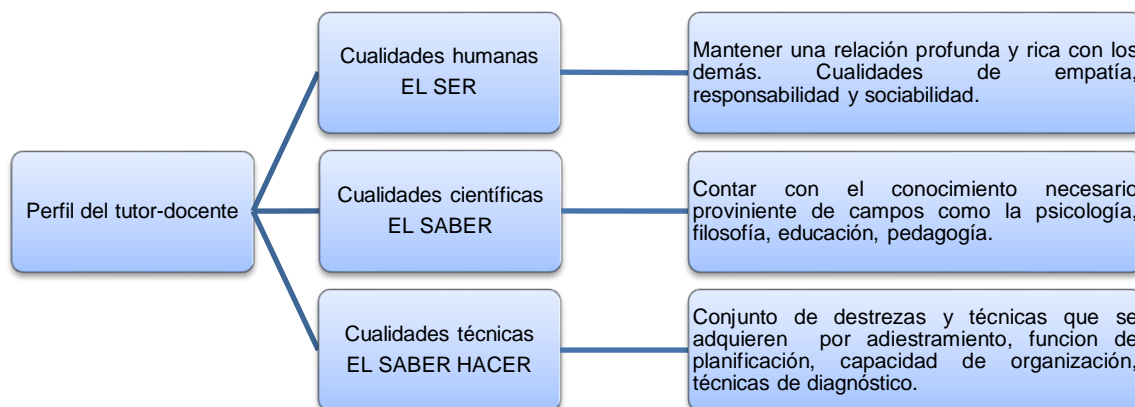 Perfil del tutor-docente
Cualidades humanas
EL SER
Mantener una relación profunda y rica con los
demás. Cualidades de empatía,
responsabilidad y sociabilidad.
Cualidades científicas
EL SABER
Contar con el conocimiento necesario
proviniente de campos como la psicología,
filosofía, educación, pedagogía.
Cualidades técnicas
EL SABER HACER
Conjunto de destrezas y técnicas que se
adquieren por adiestramiento, funcion de
planificación, capacidad de organización,
técnicas de diagnóstico.